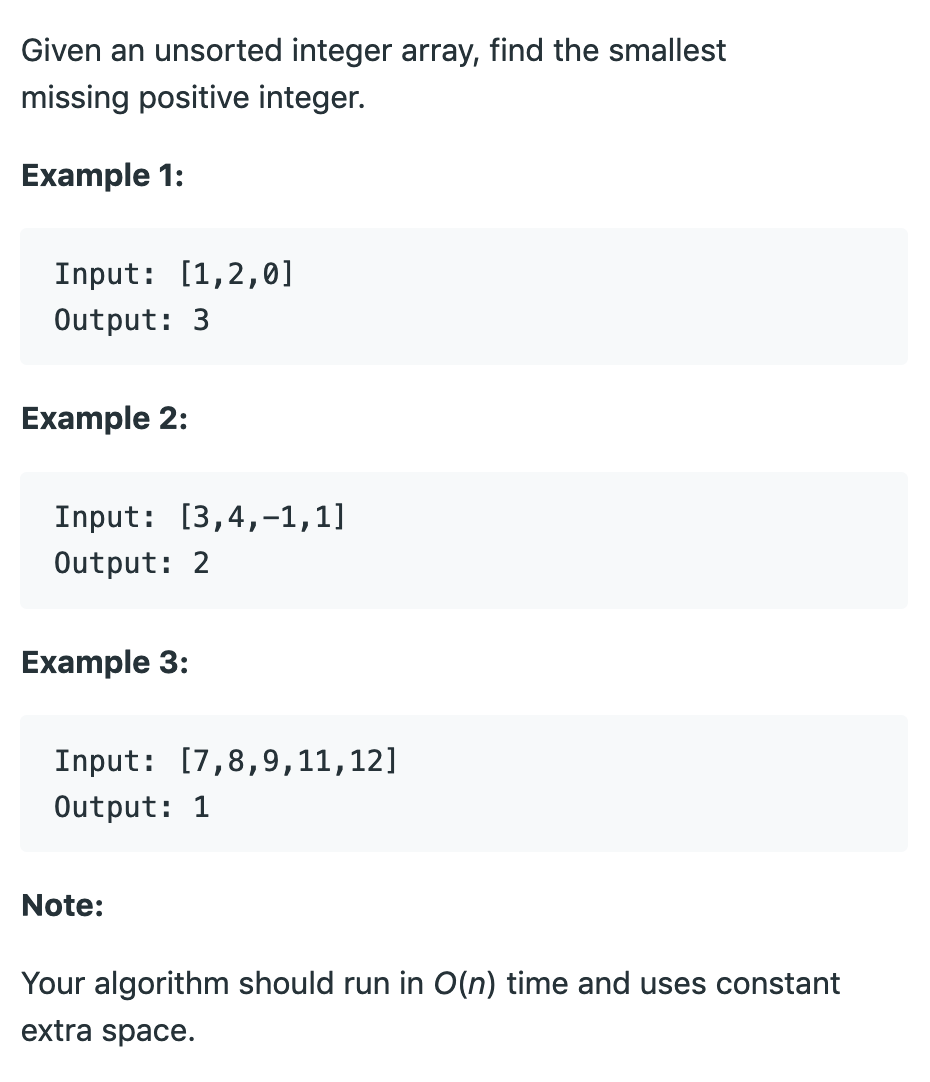 Given an unsorted integer array, find the smallest
missing positive integer.
Example 1:
Input: [1,2,0]
Output: 3
Example 2:
Input: [3,4,-1,1]
Output: 2
Example 3:
Input: [7,8,9,11,12]
Output: 1
Note:
Your algorithm should run in O(n) time and uses constant
extra space.